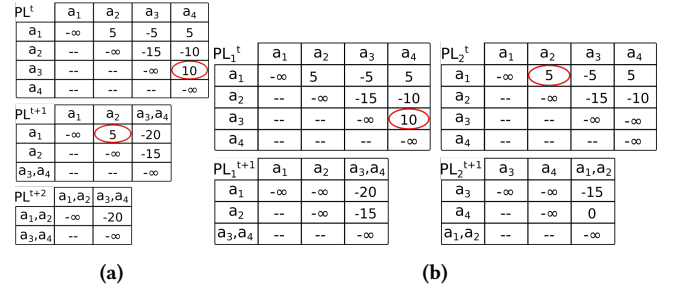 PL^t a₁ a₂ a₃ a₄
a₁ -∞ 5 -5 5
a₂ -- -∞ -15 -10
a₃ -- -- -∞ 10
a₄ -- -- -- -∞
PL^t+1 a₁ a₂ a₃,a₄
a₁ -∞ 5 -20
a₂ -- -∞ -15
a₃,a₄ -- -- -∞
PL^t+2 a₁,a₂ a₃,a₄
a₁,a₂ -∞ -20
a₃,a₄ -- -∞
(a)
PL₁^t a₁ a₂ a₃ a₄
a₁ -∞ 5 -5 5
a₂ -- -∞ -15 -10
a₃ -- -- -∞ 10
a₄ -- -- -- -∞
PL₁^t+1 a₁ a₂ a₃,a₄
a₁ -∞ -∞ -20
a₂ -- -∞ -15
a₃,a₄ -- -- -∞
PL₂^t a₁ a₂ a₃ a₄
a₁ -∞ 5 -5 5
a₂ -- -∞ -15 -10
a₃ -- -- -∞ -∞
a₄ -- -- -- -∞
PL₂^t+1 a₃ a₄ a₁,a₂
a₃ -∞ -∞ -15
a₄ -- -∞ 0
a₁,a₂ -- -- -∞
(b)